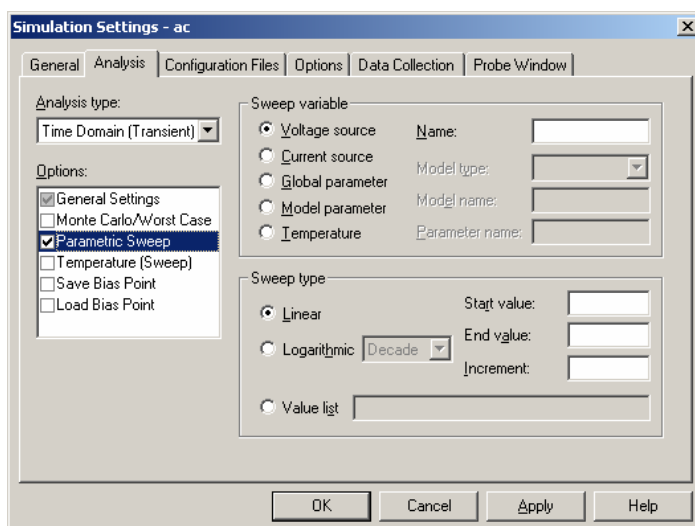 Simulation Settings - ac
General Analysis Configuration Files Options Data Collection Probe Window
Analysis type:
Time Domain (Transient)
Options:
General Settings
Monte Carlo/Worst Case
Parametric Sweep
Temperature (Sweep)
Save Bias Point
Load Bias Point
Sweep variable
Voltage source
Current source
Global parameter
Model parameter
Temperature
Name:
Model type:
Model name:
Parameter name:
Sweep type
Linear
Logarithmic Decade
Value list
Start value:
End value:
Increment:
OK Cancel Apply Help